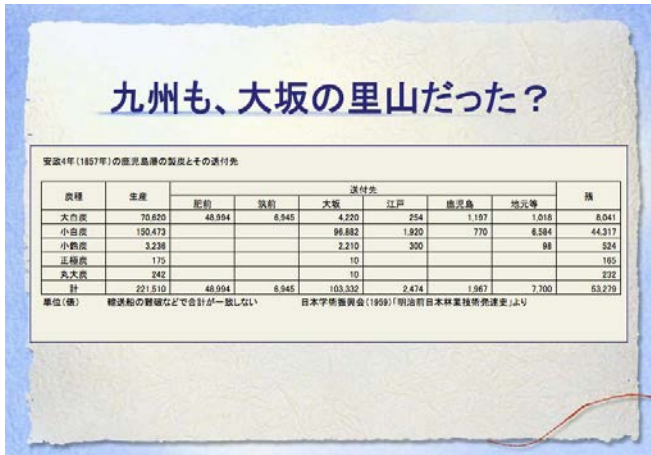 九州も、大坂の里山だった？
安政4年(1857年)の鹿児島藩の製炭とその送付先
炭種 生産 送付先 残
肥前 筑前 大坂 江戸 鹿児島 地元等
大白炭 70,620 48,994 6,945 4,220 254 1,197 1,018 8,041
小白炭 150,473 96,882 1,920 770 6,584 44,317
小鶴炭 3,236 2,210 300 98 524
正極炭 175 10 165
丸大炭 242 10 232
計 221,510 48,994 6,945 103,332 2,474 1,967 7,700 53,279
単位(俵) 輸送船の難破などで合計が一致しない 日本学術振興会(1959)「明治前日本林業技術発達史」より